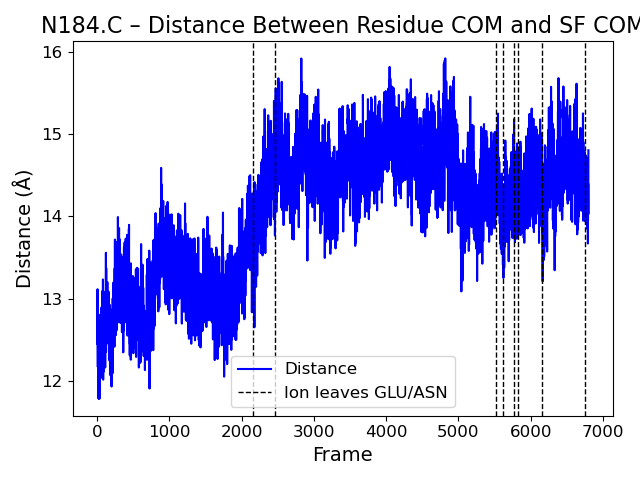 N184.C – Distance Between Residue COM and SF COM
16
15
14
13
12
Distance (Å)
Distance
Ion leaves GLU/ASN
0 1000 2000 3000 4000 5000 6000 7000
Frame